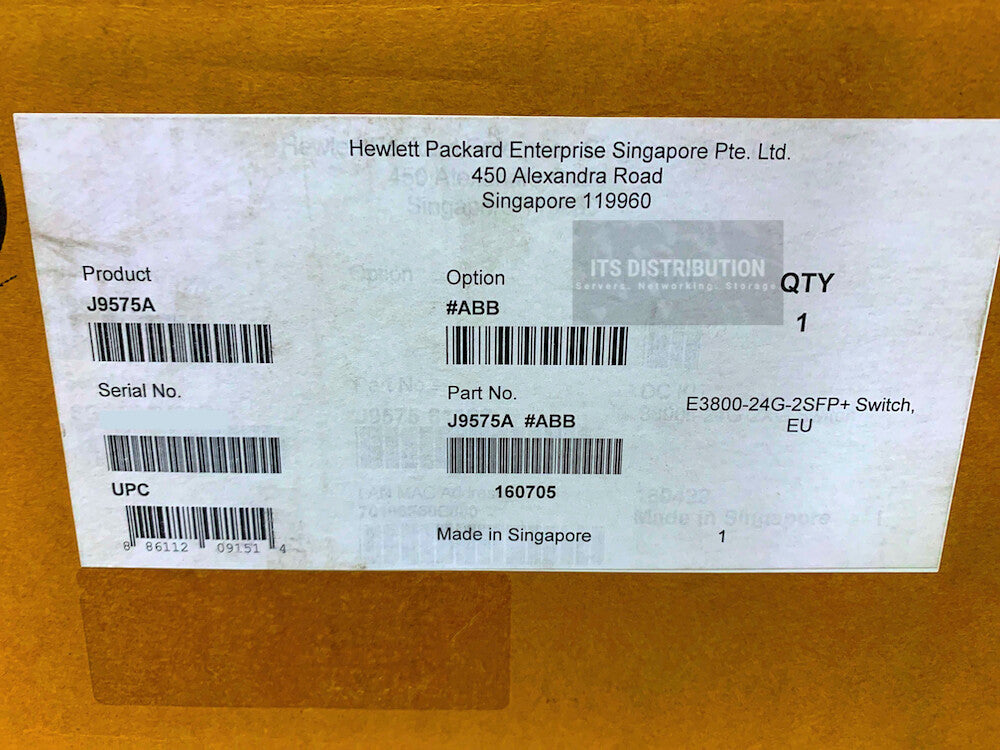 Hewlett Packard Enterprise Singapore Pte. Ltd.
450 Alexandra Road
Singapore 119960
ITS DISTRIBUTION
Servers. Networking. Storage
Product
J9575A
Option
#ABB
QTY
1
Serial No.
Part No.
J9575A #ABB
E3800-24G-2SFP+ Switch,
EU
UPC
160705
8 86112 09151 4
Made in Singapore
1